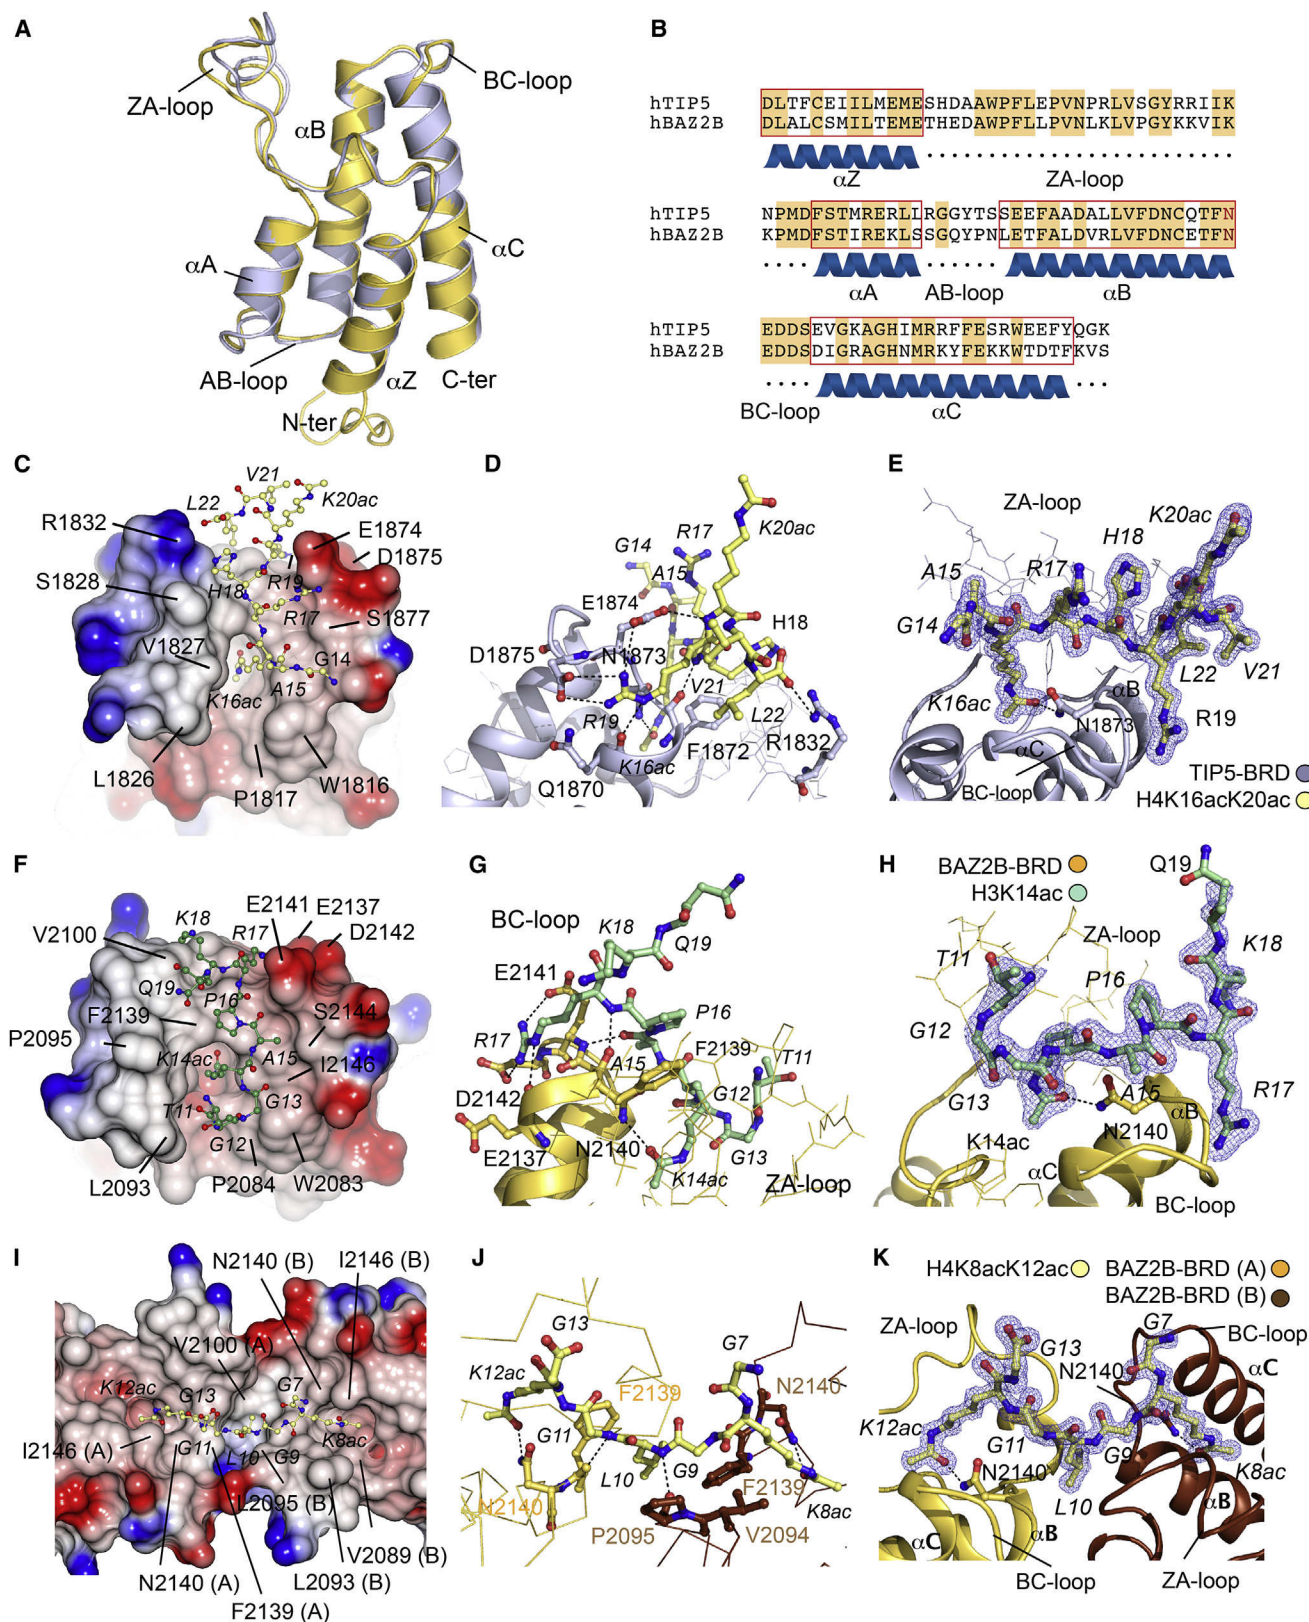 A
ZA-loop
BC-loop
αB
αA
αC
AB-loop
αZ
C-ter
N-ter
B
hTIP5 DLTFCEIILMEMESHDAAWPFLEPVNPRLVSGYRRIIK
hBAZ2B DLALCSMILTEMETHEDAWPFLLPVNLKLVPGYKKVIK
αZ ZA-loop
hTIP5 NPMDFSTMRERLLRGGYTSSEEFAADALLVFDNCQTFN
hBAZ2B KPMDFSTIREKLSSGQYPNLETFALDVRLVFDNCETFN
αA AB-loop αB
hTIP5 EDDSEVGKAGHIMRRFFESRWEEFYQGK
hBAZ2B EDDSDIGRAGHNMRKYFEKKWTDTFKVS
BC-loop αC
C
V21
L22
K20ac
R1832
E1874
D1875
S1828
H18
R19
R17
S1877
V1827
G14
K16ac
A15
L1826
P1817
W1816
D
K20ac
R17
G14
A15
E1874
H18
D1875
N1873
V21
R19
L22
F1872
R1832
K16ac
Q1870
E
ZA-loop
K20ac
H18
A15
R17
G14
V21
L22
K16ac
αB
N1873
R19
αC
BC-loop
TIP5-BRD
H4K16acK20ac
F
E2141
E2137
K18
R17
D2142
V2100
Q19
P16
F2139
S2144
P2095
K14ac
A15
I2146
T11
G13
G12
L2093
P2084
W2083
G
BC-loop
K18
Q19
E2141
P16
R17
F2139
A15
T11
D2142
G12
E2137
N2140
G13
K14ac
ZA-loop
H
BAZ2B-BRD
H3K14ac
Q19
ZA-loop
T11
K18
P16
G12
G13
A15
αB
R17
N2140
K14ac
αC
BC-loop
I
N2140 (B)
I2146 (B)
V2100 (A)
K12ac
G13
G7
I2146 (A)
G11
L10
G9
K8ac
L2095 (B)
V2089 (B)
N2140 (A)
L2093 (B)
F2139 (A)
J
G13
G7
K12ac
F2139
N2140
G11
L10
G9
N2140
F2139
K8ac
P2095
V2094
K
H4K8acK12ac
BAZ2B-BRD (A)
BAZ2B-BRD (B)
ZA-loop
G7
BC-loop
G13
αC
N2140
K12ac
G11
G9
N2140
K8ac
L10
αB
αC
αB
BC-loop
ZA-loop